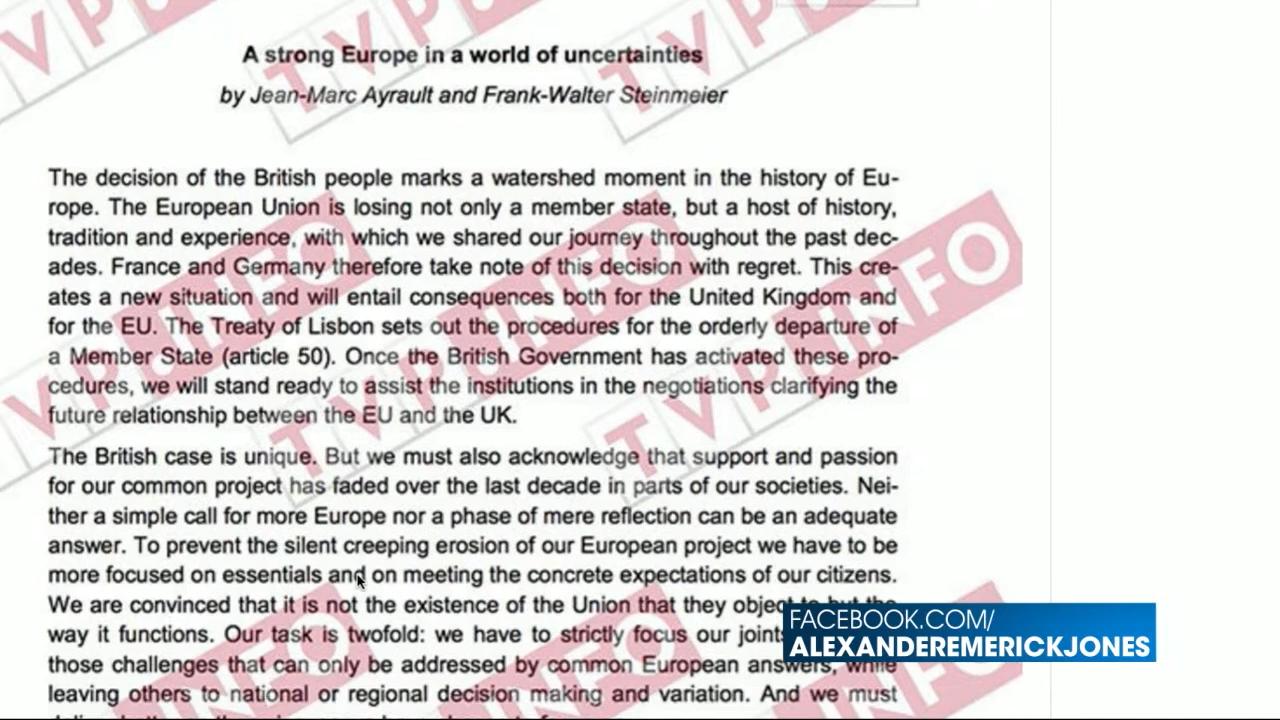 A strong Europe in a world of uncertainties
by Jean-Marc Ayrault and Frank-Walter Steinmeier
The decision of the British people marks a watershed moment in the history of Eu-
rope. The European Union is losing not only a member state, but a host of history,
tradition and experience, with which we shared our journey throughout the past dec-
ades. France and Germany therefore take note of this decision with regret. This cre-
ates a new situation and will entail consequences both for the United Kingdom and
for the EU. The Treaty of Lisbon sets out the procedures for the orderly departure of
a Member State (article 50). Once the British Government has activated these pro-
cedures, we will stand ready to assist the institutions in the negotiations clarifying the
future relationship between the EU and the UK.
The British case is unique. But we must also acknowledge that support and passion
for our common project has faded over the last decade in parts of our societies. Nei-
ther a simple call for more Europe nor a phase of mere reflection can be an adequate
answer. To prevent the silent creeping erosion of our European project we have to be
more focused on essentials and on meeting the concrete expectations of our citizens.
We are convinced that it is not the existence of the Union that they object to but the
way it functions. Our task is twofold: we have to strictly focus our joint
those challenges that can only be addressed by common European answers, while
leaving others to national or regional decision making and variation. And we must
FACEBOOK.COM/
ALEXANDEREMERICKJONES
TVP INFO
TVP INFO
TVP INFO